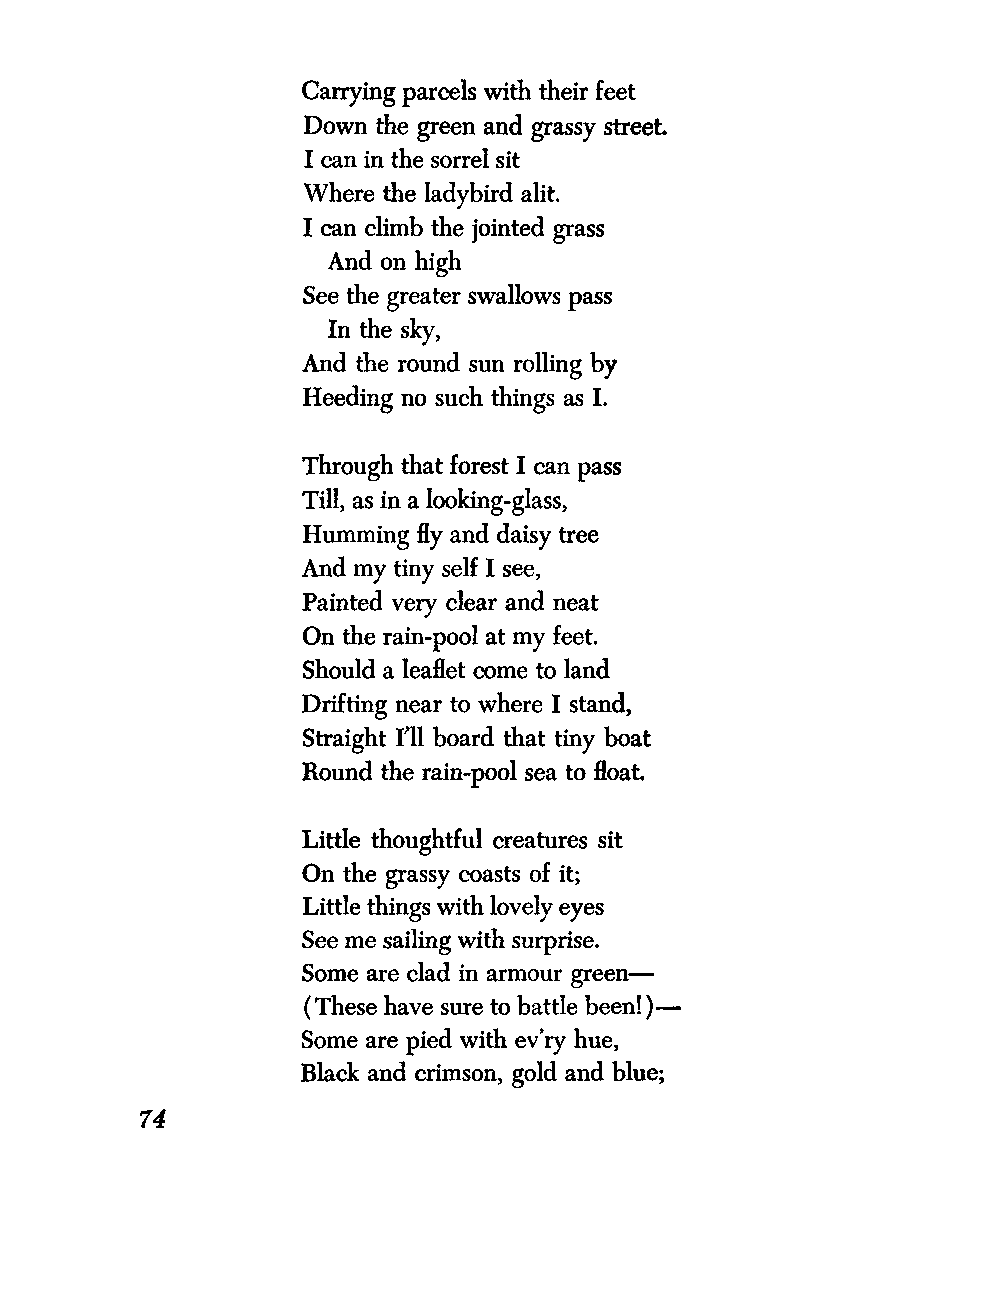 Carrying parcels with their feet
Down the green and grassy street.
I can in the sorrel sit
Where the ladybird alit.
I can climb the jointed grass
And on high
See the greater swallows pass
In the sky,
And the round sun rolling by
Heeding no such things as I.
Through that forest I can pass
Till, as in a looking-glass,
Humming fly and daisy tree
And my tiny self I see,
Painted very clear and neat
On the rain-pool at my feet.
Should a leaflet come to land
Drifting near to where I stand,
Straight I'll board that tiny boat
Round the rain-pool sea to float.
Little thoughtful creatures sit
On the grassy coasts of it;
Little things with lovely eyes
See me sailing with surprise.
Some are clad in armour green—
(These have sure to battle been!)—
Some are pied with ev'ry hue,
Black and crimson, gold and blue;
74